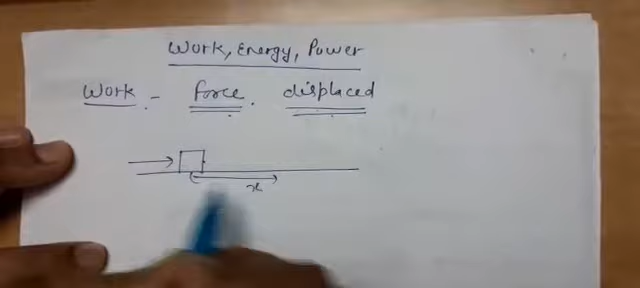 Work, Energy, Power
Work - force. displaced
x